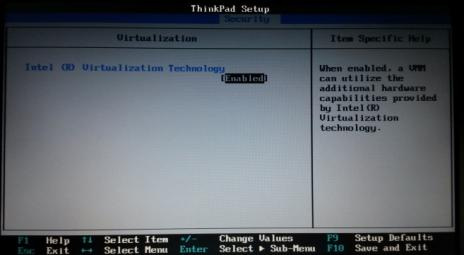 ThinkPad Setup
Security
Virtualization
Item Specific Help
Intel (R) Virtualization Technology
[Enabled]
When enabled, a VMM
can utilize the
additional hardware
capabilities provided
by Intel(R)
Virtualization
technology.
F1 Help ↑↓ Select Item +/- Change Values F9 Setup Defaults
Esc Exit ↔ Select Menu Enter Select ▶ Sub-Menu F10 Save and Exit